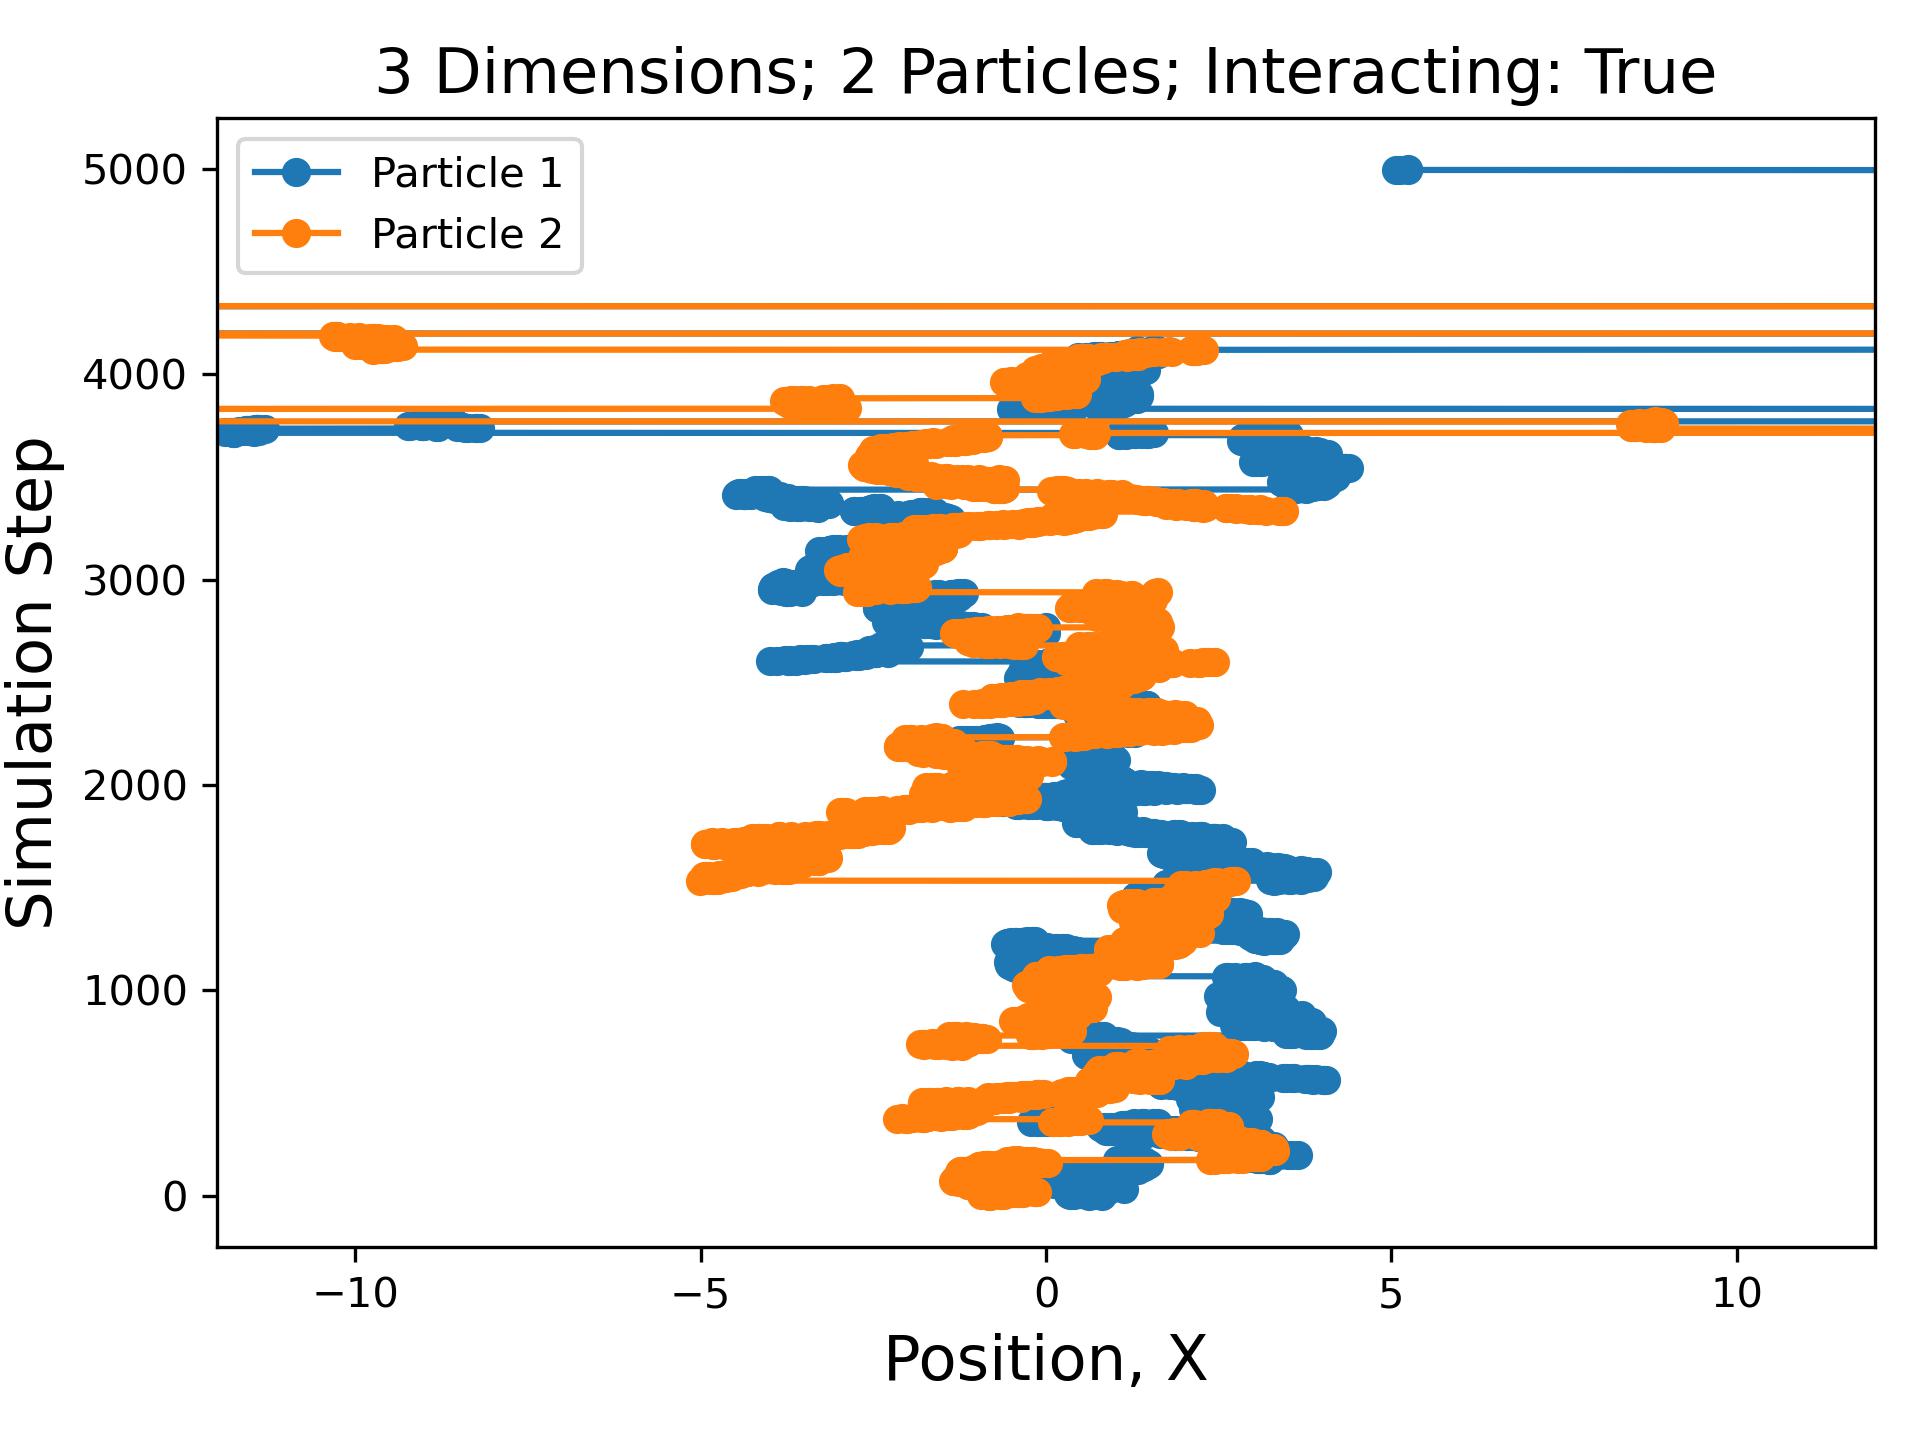 3 Dimensions; 2 Particles; Interacting: True
Particle 1
Particle 2
5000
4000
3000
2000
1000
0
Simulation Step
−10
−5
0
5
10
Position, X